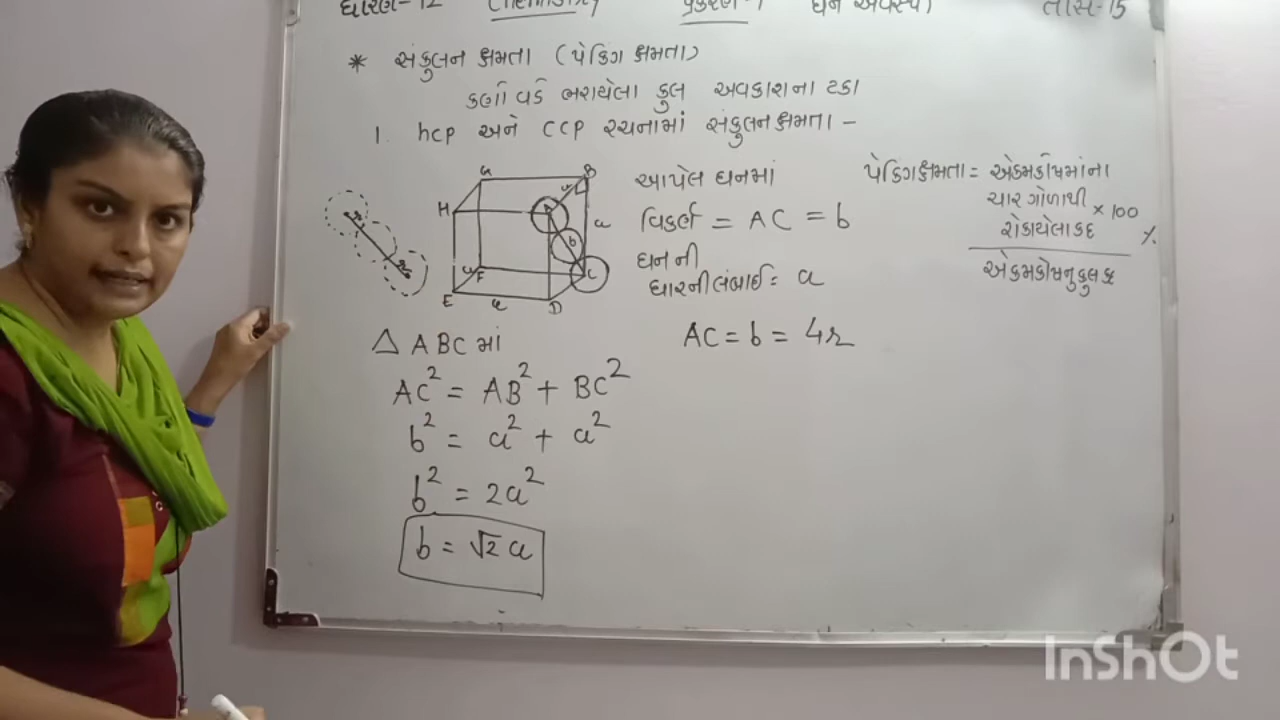 ધોરણ-12 Chemistry પ્રકરણ-1 ઘન અવસ્થા તાસ-15
* સંકુલન ક્ષમતા (પેકિંગ ક્ષમતા)
કણો વડે ભરાયેલા કુલ અવકાશના ટકા
1. hcp અને CCP રચનામાં સંકુલન ક્ષમતા -
G B
H A a
b
F C
E a D
આપેલ ઘનમાં
વિકર્ણ = AC = b
ઘન ની
ધારની લંબાઈ = a
AC = b = 4r
પેકિંગક્ષમતા = એકમકોષમાંના
ચાર ગોળાથી
રોકાયેલ કદ × 100 %
એકમકોષનુ કુલ કદ
△ ABC માં
AC² = AB² + BC²
b² = a² + a²
b² = 2a²
b = √2 a
InShOt